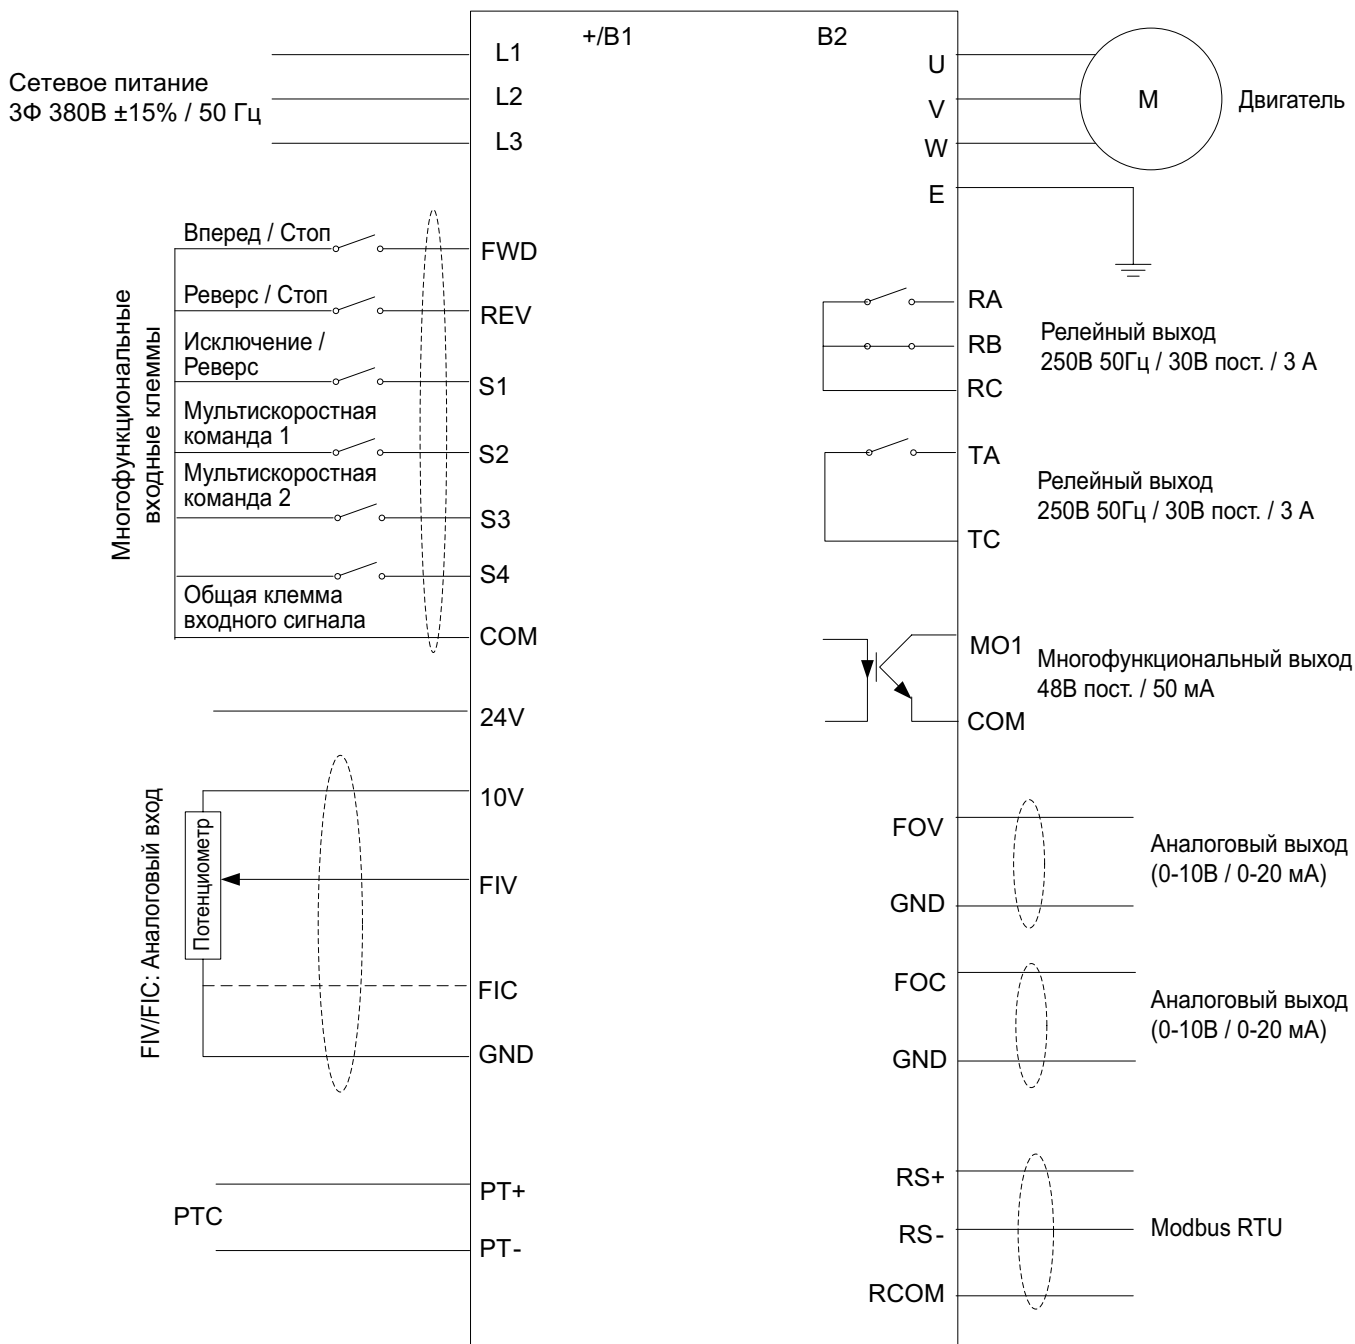 +/B1
B2
Сетевое питание
3Ф 380В ±15% / 50 Гц
L1
L2
L3
U
V
W
E
M
Двигатель
Многофункциональные
входные клеммы
Вперед / Стоп
FWD
Реверс / Стоп
REV
Исключение /
Реверс
S1
Мультискоростная
команда 1
S2
Мультискоростная
команда 2
S3
S4
Общая клемма
входного сигнала
COM
24V
FIV/FIC: Аналоговый вход
Потенциометр
10V
FIV
FIC
GND
PTC
PT+
PT-
RA
RB
RC
Релейный выход
250В 50Гц / 30В пост. / 3 А
TA
TC
Релейный выход
250В 50Гц / 30В пост. / 3 А
MO1
COM
Многофункциональный выход
48В пост. / 50 мА
FOV
GND
Аналоговый выход
(0-10В / 0-20 мА)
FOC
GND
Аналоговый выход
(0-10В / 0-20 мА)
RS+
RS-
RCOM
Modbus RTU